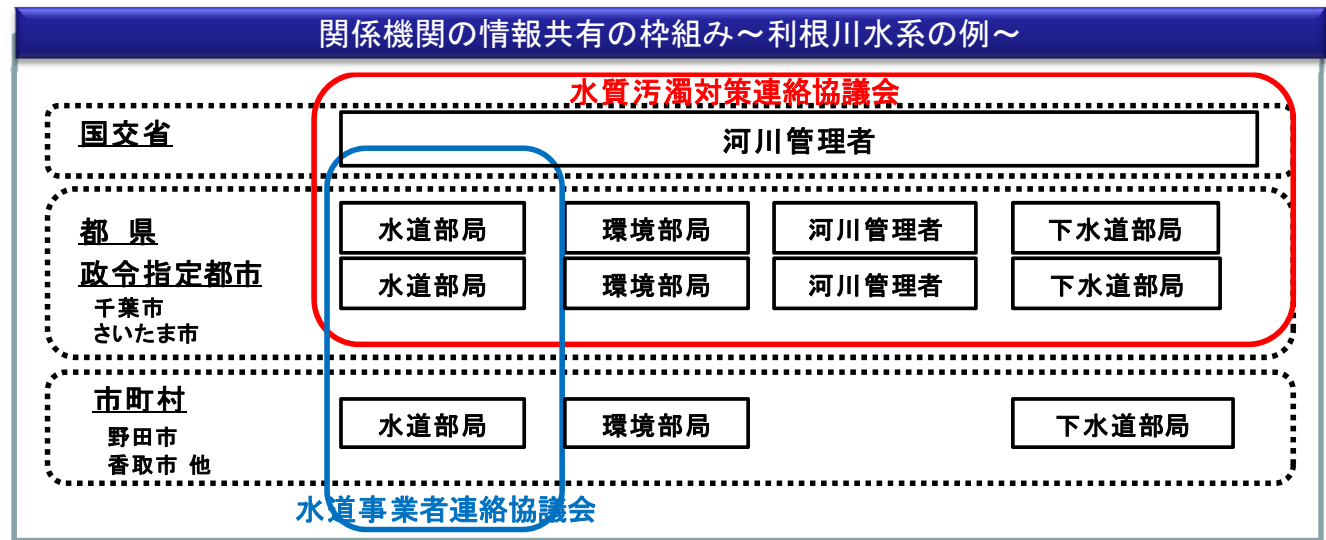 関係機関の情報共有の枠組み～利根川水系の例～
水質汚濁対策連絡協議会
国交省
河川管理者
都 県
水道部局
環境部局
河川管理者
下水道部局
政令指定都市
水道部局
環境部局
河川管理者
下水道部局
千葉市
さいたま市
市町村
野田市
香取市 他
水道部局
環境部局
下水道部局
水道事業者連絡協議会